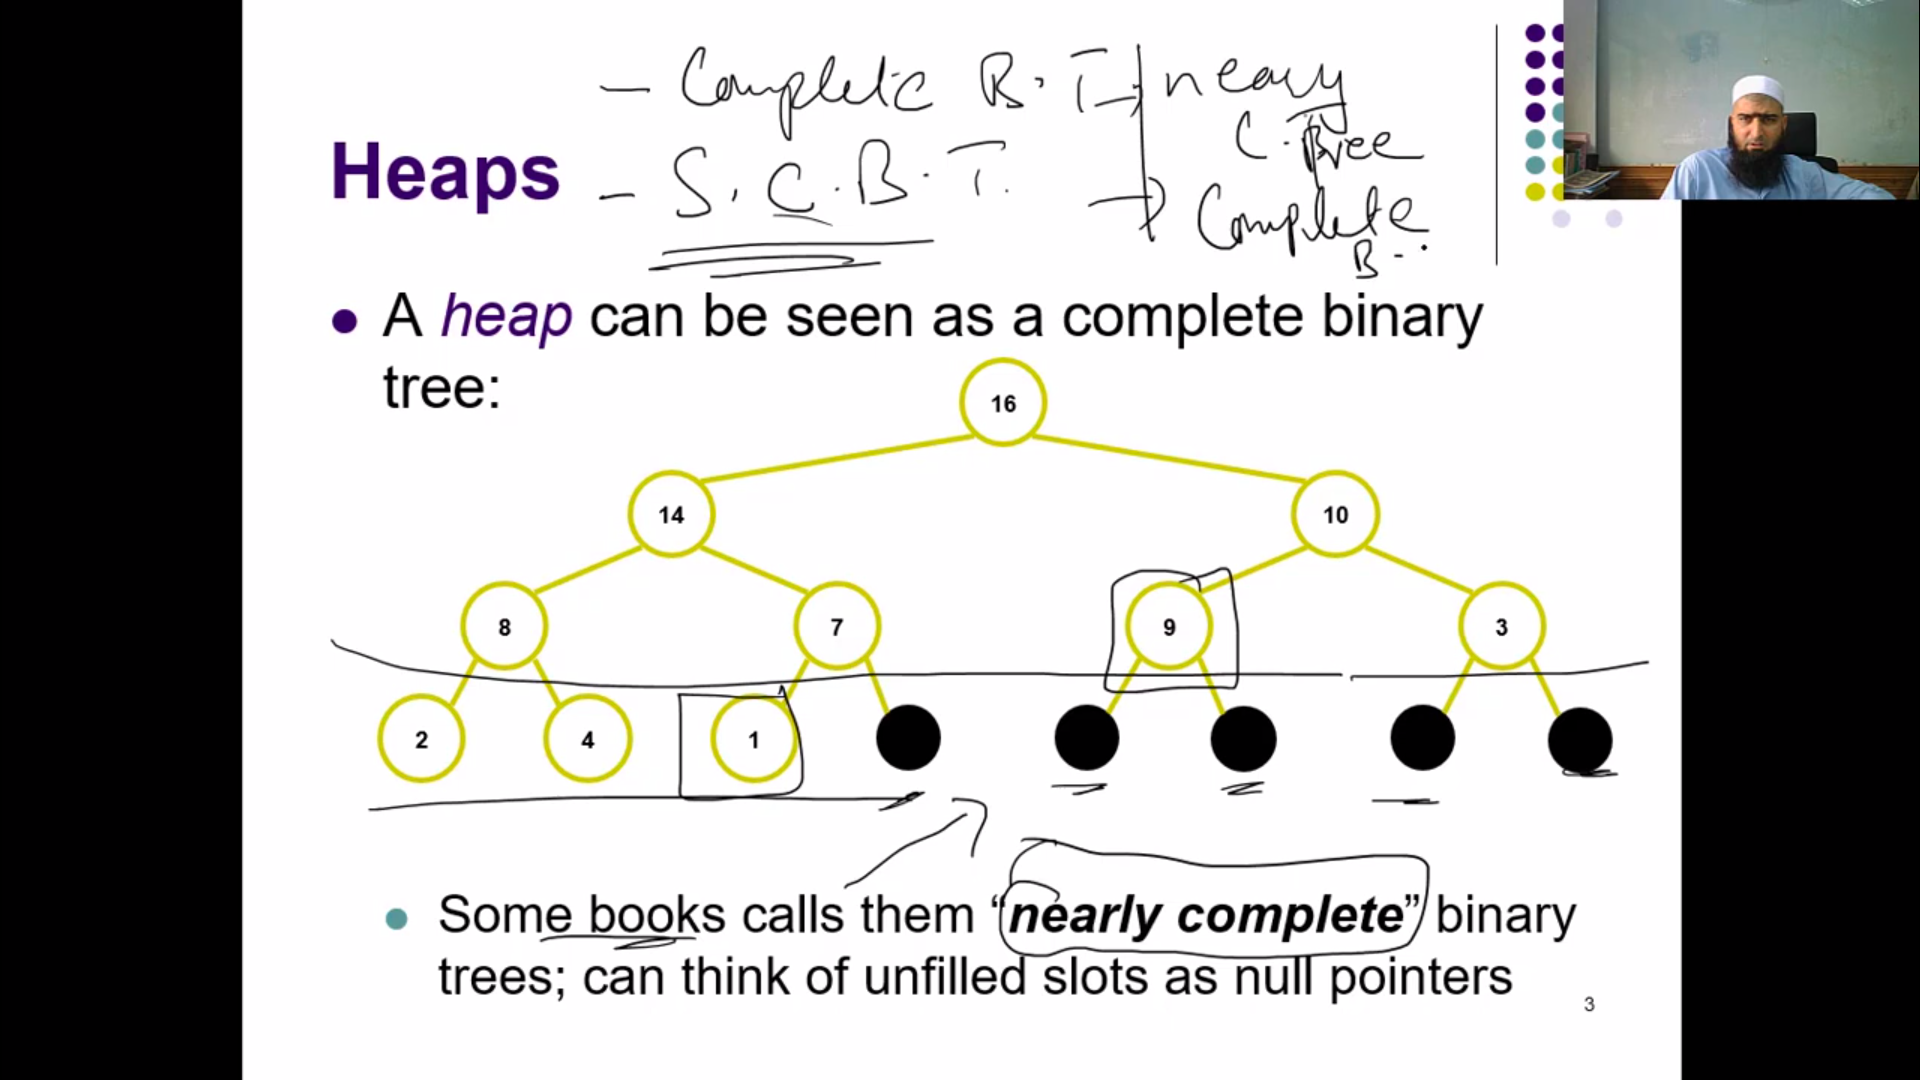 - Complete B.T.
- S.C.B.T.
neary
C. Tree
→ Complete
B - .
Heaps
A heap can be seen as a complete binary
tree:
16
14
10
8
7
9
3
2
4
1
Some books calls them “nearly complete” binary
trees; can think of unfilled slots as null pointers
3